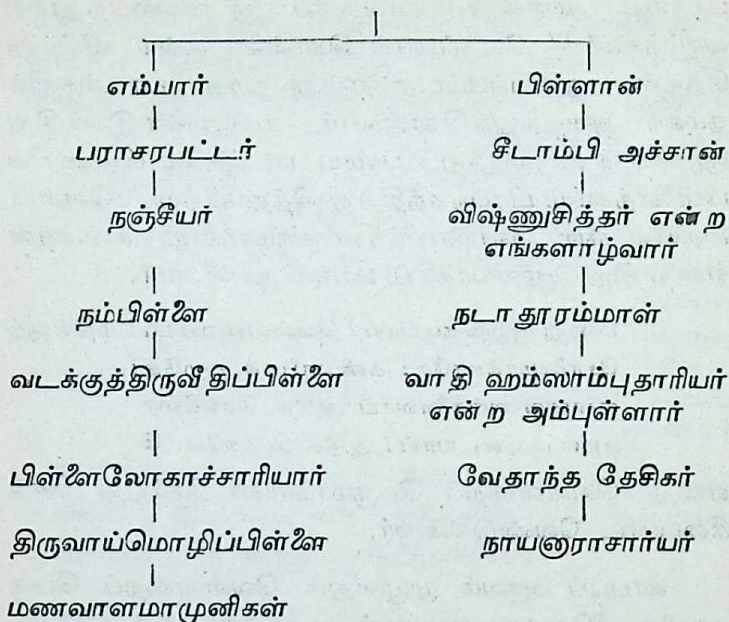 எம்பார்
பிள்ளான்
பராசரபட்டர்
சீடாம்பி அச்சான்
நஞ்சீயர்
விஷ்ணுசித்தர் என்ற
எங்களாழ்வார்
நம்பிள்ளை
நடாதூரம்மாள்
வடக்குத்திருவீதிப்பிள்ளை
வாதி ஹம்ஸாம்புதாரியர்
என்ற அம்புள்ளார்
பிள்ளைலோகாச்சாரியார்
வேதாந்த தேசிகர்
திருவாய்மொழிப்பிள்ளை
நாயனாராசார்யர்
மணவாளமாமுனிகள்